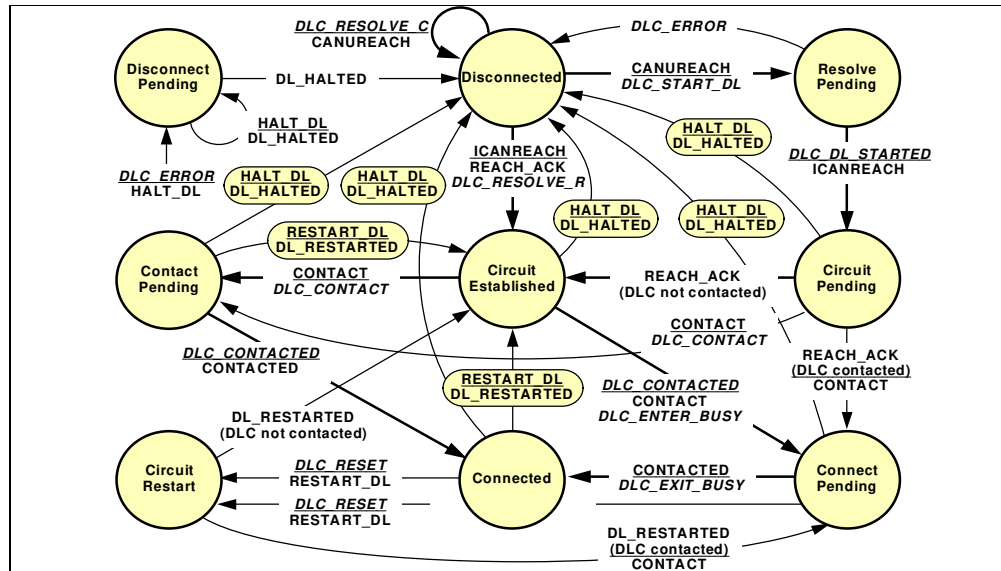 DLC_RESOLVE_C
CANUREACH
DLC_ERROR
Disconnect
Pending
DL_HALTED
Disconnected
CANUREACH
DLC_START_DL
Resolve
Pending
HALT_DL
DL_HALTED
HALT_DL
DL_HALTED
DLC_ERROR
HALT_DL
HALT_DL
DL_HALTED
HALT_DL
DL_HALTED
ICANREACH
REACH_ACK
DLC_RESOLVE_R
DLC_DL_STARTED
ICANREACH
HALT_DL
DL_HALTED
HALT_DL
DL_HALTED
RESTART_DL
DL_RESTARTED
Contact
Pending
CONTACT
DLC_CONTACT
Circuit
Established
REACH_ACK
(DLC not contacted)
Circuit
Pending
CONTACT
DLC_CONTACT
DLC_CONTACTED
CONTACTED
REACH_ACK
(DLC contacted)
CONTACT
RESTART_DL
DL_RESTARTED
DLC_CONTACTED
CONTACT
DLC_ENTER_BUSY
DL_RESTARTED
(DLC not contacted)
Circuit
Restart
DLC_RESET
RESTART_DL
Connected
CONTACTED
DLC_EXIT_BUSY
Connect
Pending
DLC_RESET
RESTART_DL
DL_RESTARTED
(DLC contacted)
CONTACT